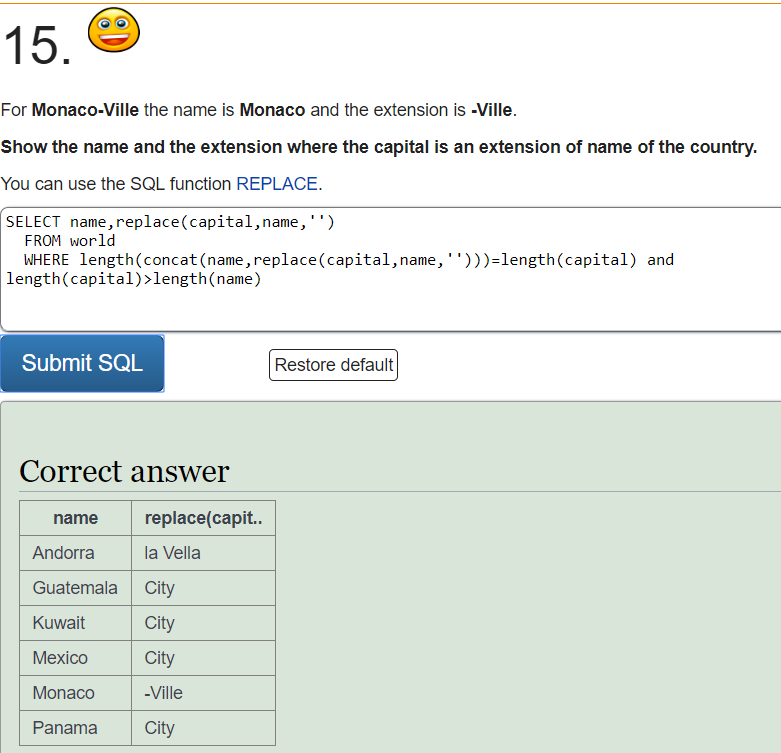 15.
For Monaco-Ville the name is Monaco and the extension is -Ville.
Show the name and the extension where the capital is an extension of name of the country.
You can use the SQL function REPLACE.
SELECT name,replace(capital,name,'')
FROM world
WHERE length(concat(name,replace(capital,name,'')))=length(capital) and
length(capital)>length(name)
Submit SQL Restore default
Correct answer
name replace(capit..
Andorra la Vella
Guatemala City
Kuwait City
Mexico City
Monaco -Ville
Panama City